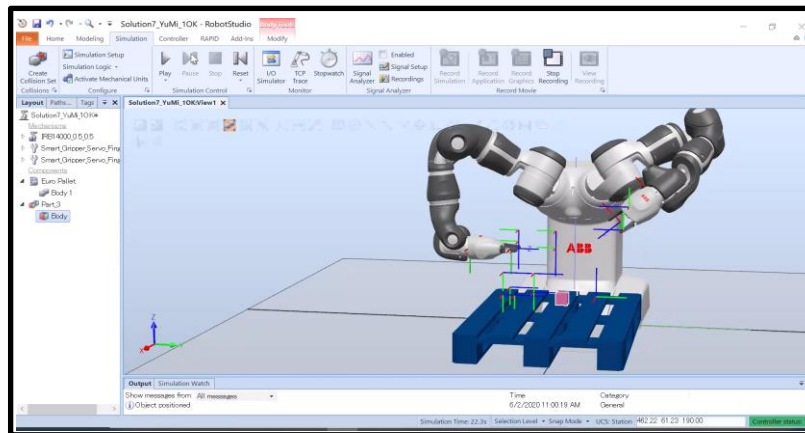 Solution7_YuMi_1OK - RobotStudio
Body Tools
File Home Modeling Simulation Controller RAPID Add-Ins Modify
Create Collision Set
Simulation Setup
Simulation Logic
Activate Mechanical Units
Play Pause Stop Reset
I/O Simulator
TCP Trace
Stopwatch
Signal Analyzer
Enabled
Signal Setup
Recordings
Record Simulation
Record Application
Record Graphics
Stop Recording
View Recording
Collisions Configure Simulation Control Monitor Signal Analyzer Record Movie
Layout Paths... Tags
Solution7_YuMi_1OK:View1
Solution7_YuMi_1OK*
Mechanisms
IRB14000_0.5_0.5
Smart_Gripper_Servo_Fing
Smart_Gripper_Servo_Fing
Components
Euro Pallet
Body 1
Part_3
Body
ABB
Z
Output Simulation Watch
Show messages from: All messages Time Category
Object positioned 6/2/2020 11:00:19 AM General
Simulation Time: 22.3s Selection Level Snap Mode UCS: Station 462.22 61.23 190.00 Controller status: